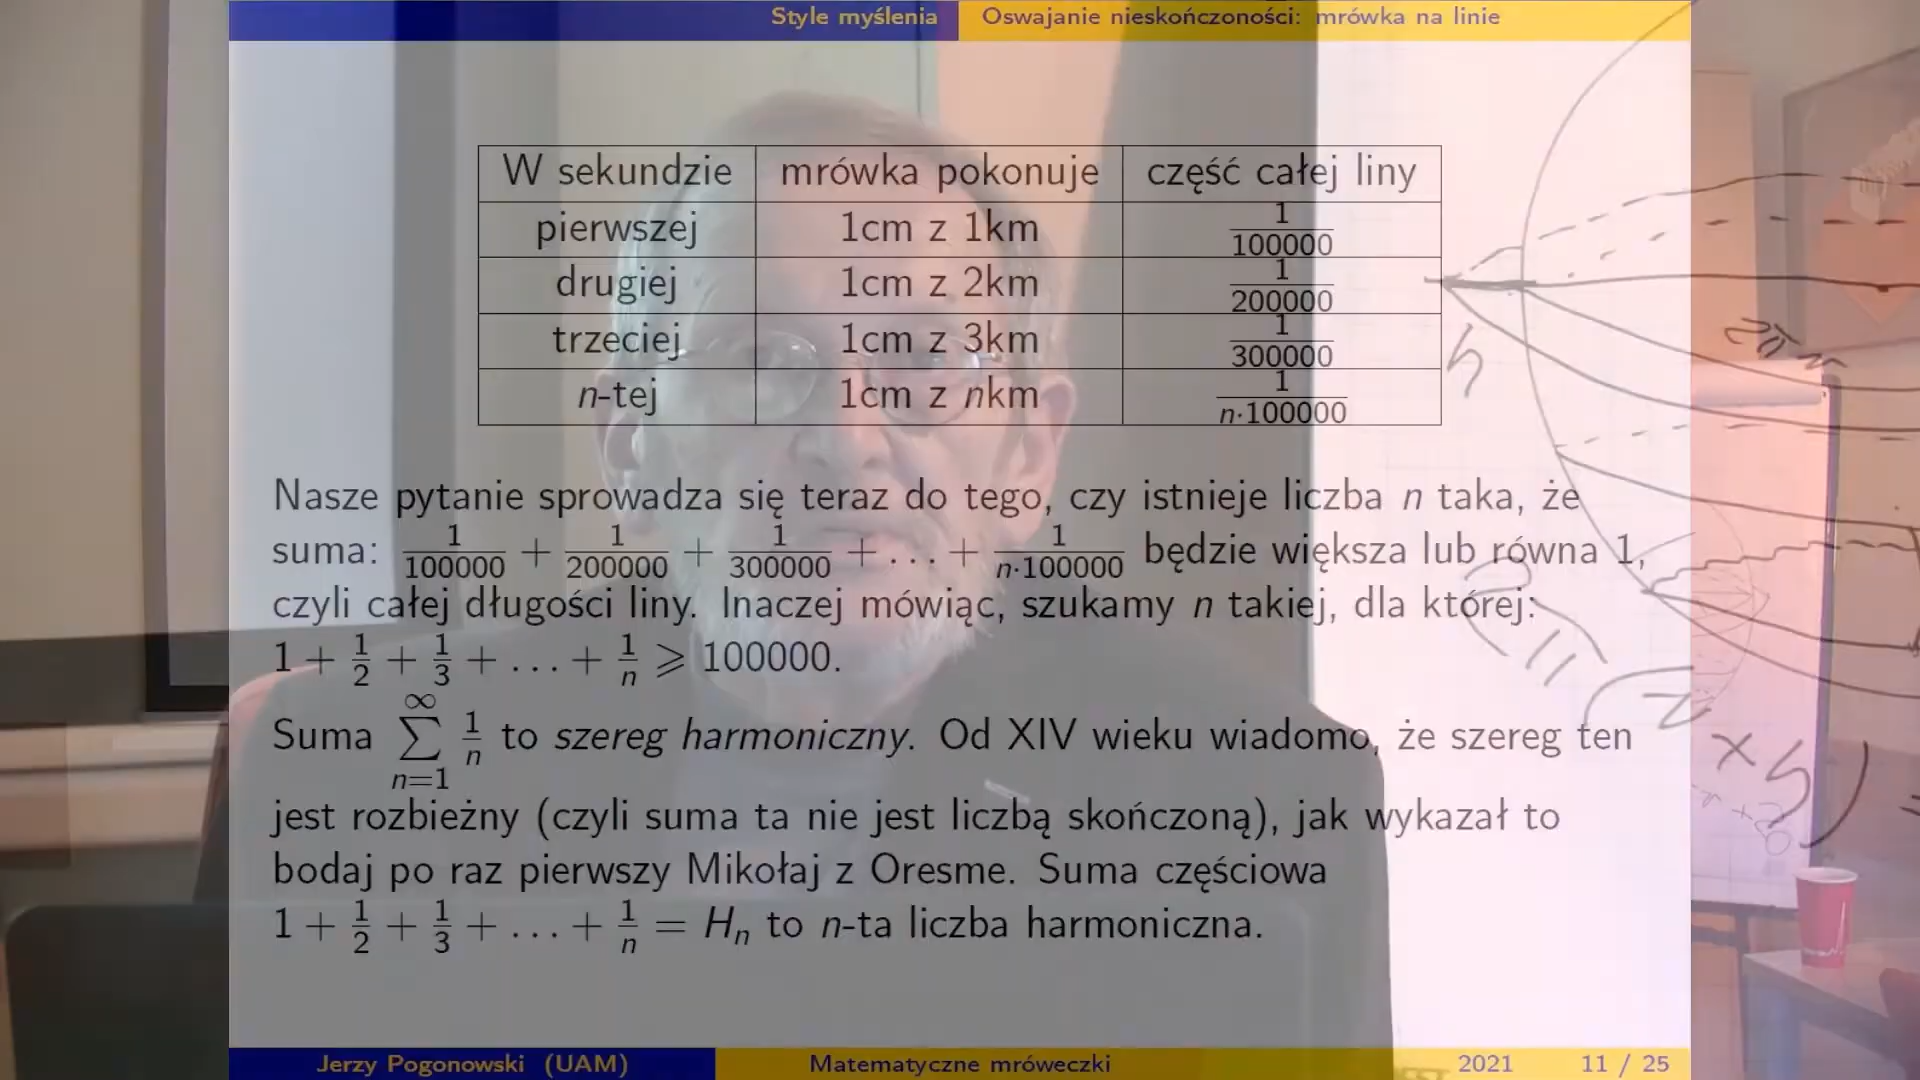 Style myślenia Oswajanie nieskończoności: mrówka na linie
W sekundzie mrówka pokonuje część całej liny
pierwszej 1cm z 1km 1/100000
drugiej 1cm z 2km 1/200000
trzeciej 1cm z 3km 1/300000
n-tej 1cm z nkm 1/n·100000
Nasze pytanie sprowadza się teraz do tego, czy istnieje liczba n taka, że
suma: 1/100000 + 1/200000 + 1/300000 + ... + 1/n·100000 będzie większa lub równa 1,
czyli całej długości liny. Inaczej mówiąc, szukamy n takiej, dla której:
1 + 1/2 + 1/3 + ... + 1/n ⩾ 100000.
Suma ∞ ∑ n=1 1/n to szereg harmoniczny. Od XIV wieku wiadomo, że szereg ten
jest rozbieżny (czyli suma ta nie jest liczbą skończoną), jak wykazał to
bodaj po raz pierwszy Mikołaj z Oresme. Suma częściowa
1 + 1/2 + 1/3 + ... + 1/n = Hn to n-ta liczba harmoniczna.
Jerzy Pogonowski (UAM) Matematyczne mróweczki 2021 11 / 25